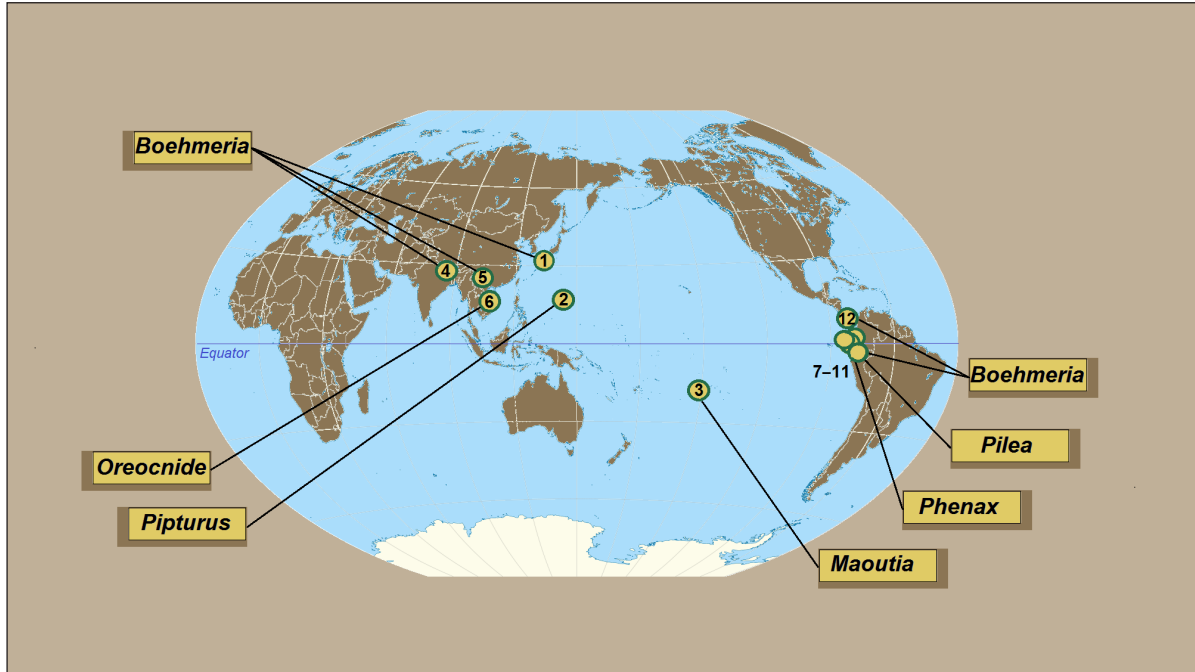 Boehmeria
1
4
5
6
2
12
Equator
7–11
Boehmeria
3
Pilea
Oreocnide
Phenax
Pipturus
Maoutia